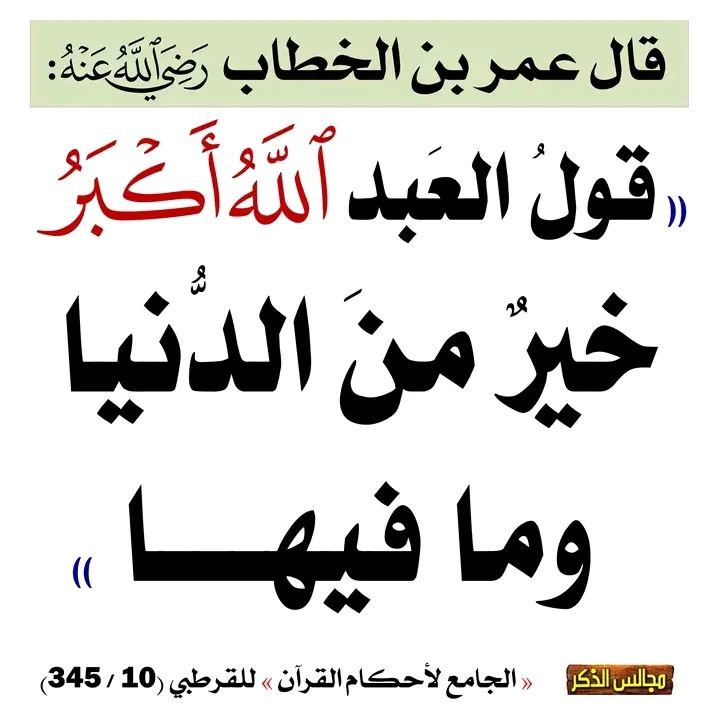 قال عمر بن الخطاب رَضِيَ ٱللَّهُ عَنْهُ :
(( قولُ العَبد ٱللَّهُ أَكْبَرُ
خيرٌ منَ الدُّنيا
وما فيهـــا ))
مجالس الذكر « الجامع لأحكام القرآن » للقرطبي (10 / 345)